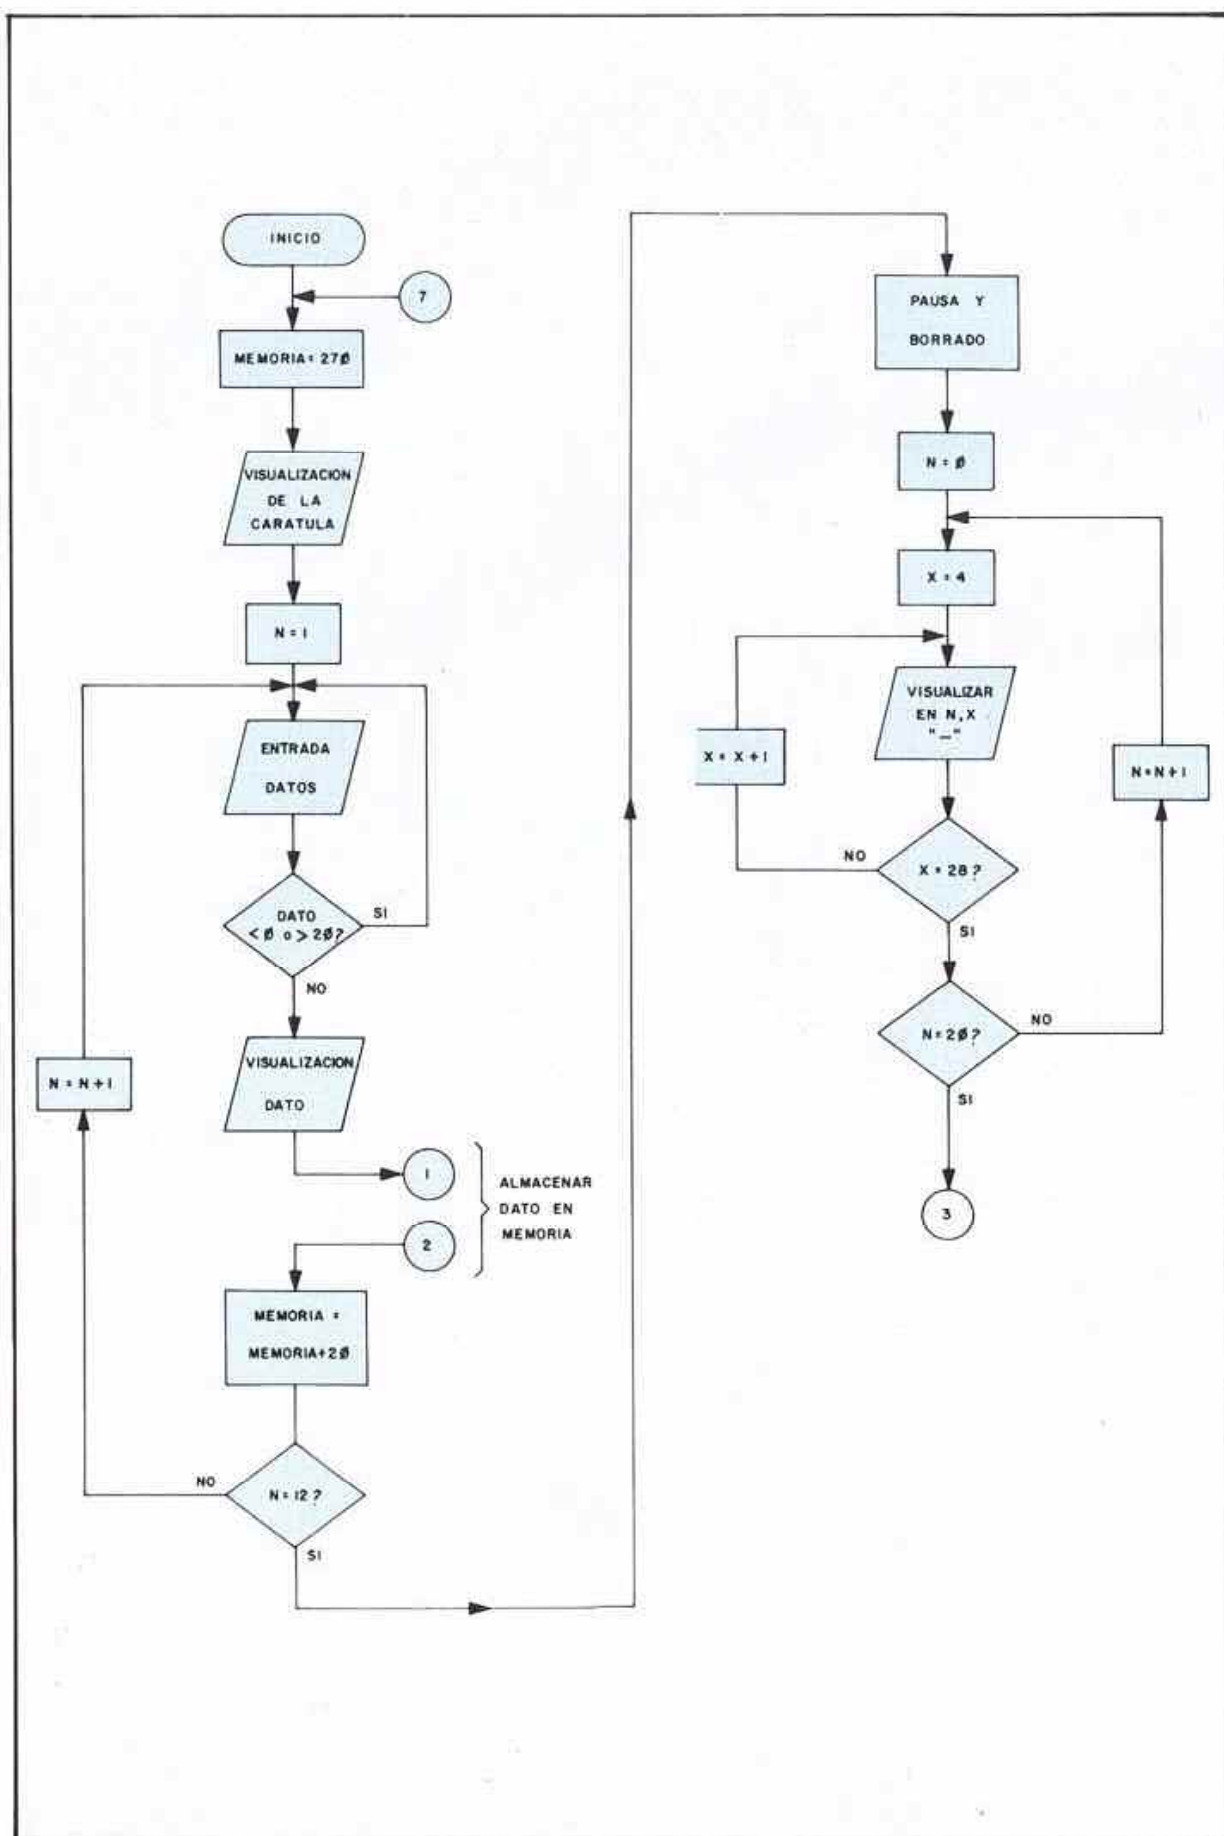 INICIO
7
MEMORIA = 27Ø
VISUALIZACION
DE LA
CARATULA
N = 1
ENTRADA
DATOS
DATO
< Ø o > 2Ø?
SI
NO
VISUALIZACION
DATO
N = N + 1
1
2
ALMACENAR
DATO EN
MEMORIA
MEMORIA =
MEMORIA + 2Ø
N = 12 ?
NO
SI
PAUSA Y
BORRADO
N = Ø
X = 4
VISUALIZAR
EN N, X
"_"
X = X + 1
N = N + 1
X = 28 ?
NO
SI
N = 2Ø ?
NO
SI
3